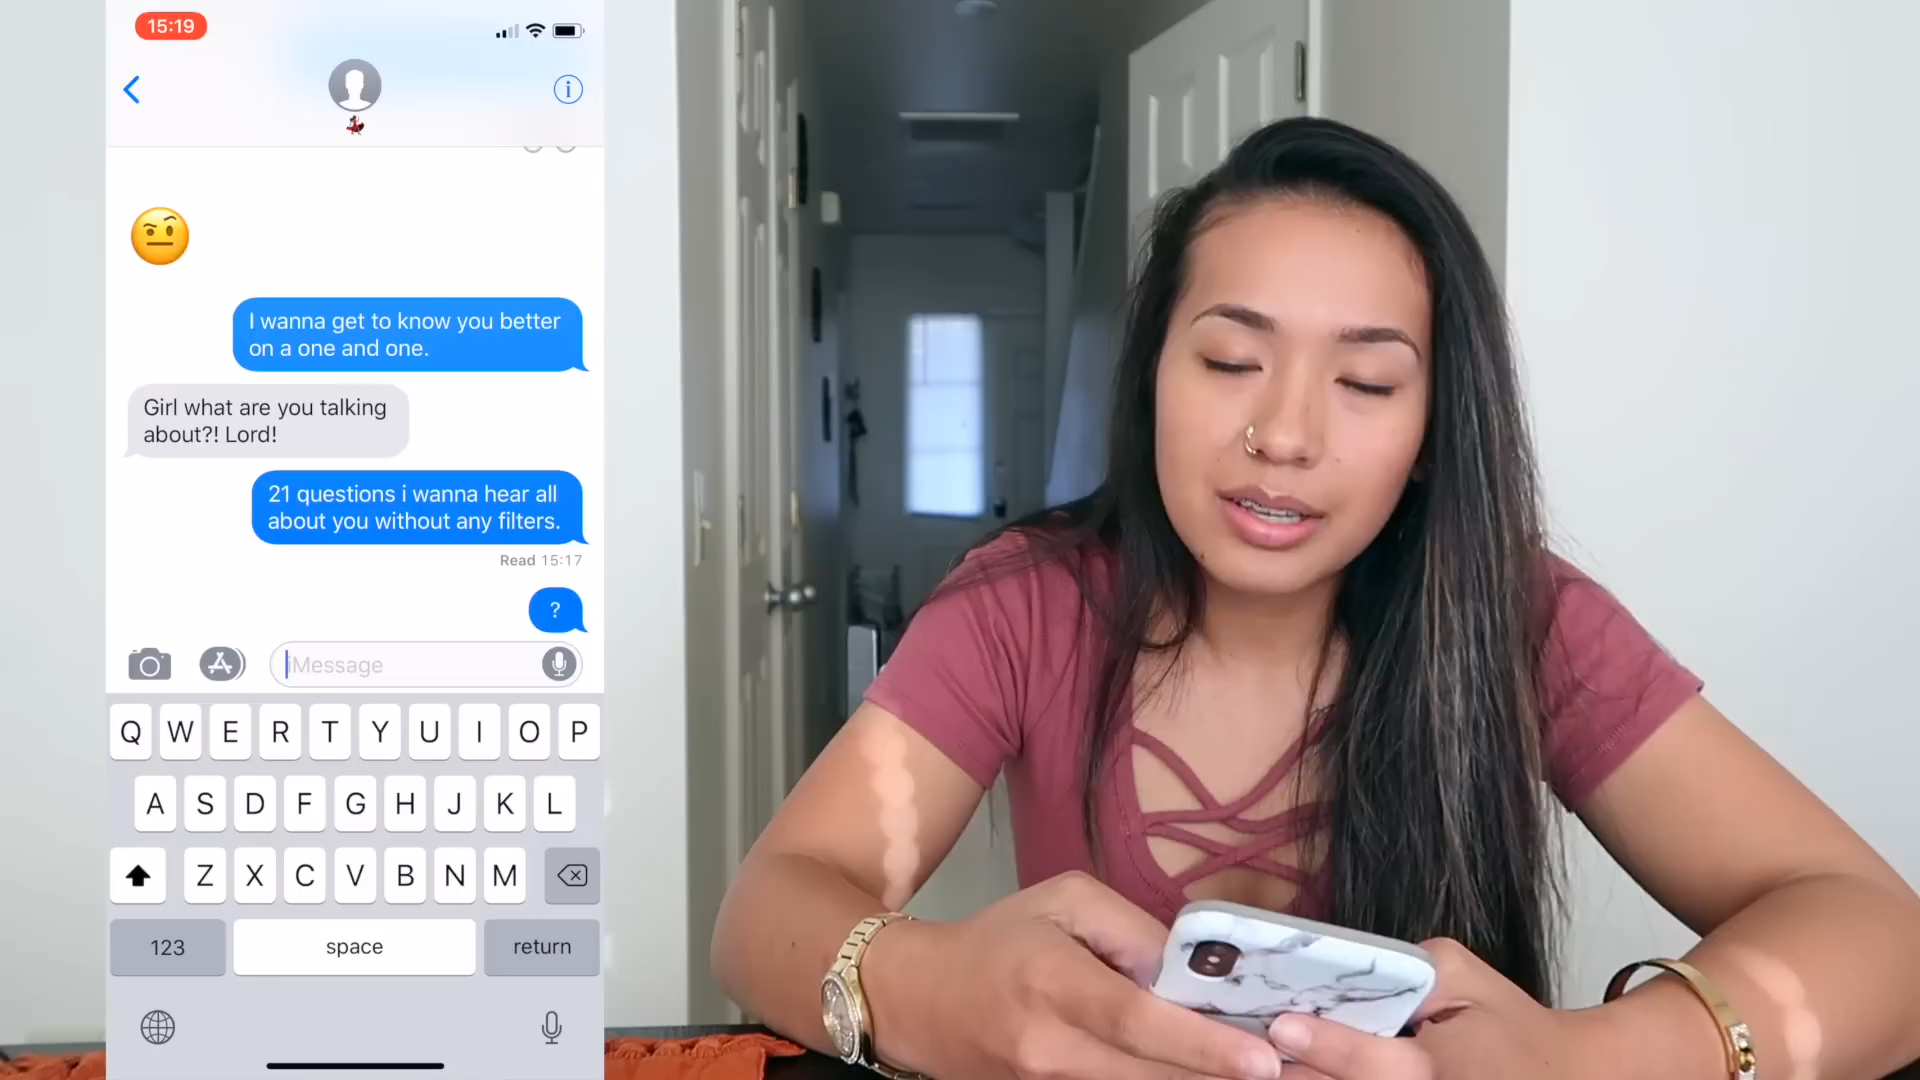 15:19
I wanna get to know you better
on a one and one.
Girl what are you talking
about?! Lord!
21 questions i wanna hear all
about you without any filters.
Read 15:17
?
iMessage
Q W E R T Y U I O P
A S D F G H J K L
Z X C V B N M
123 space return